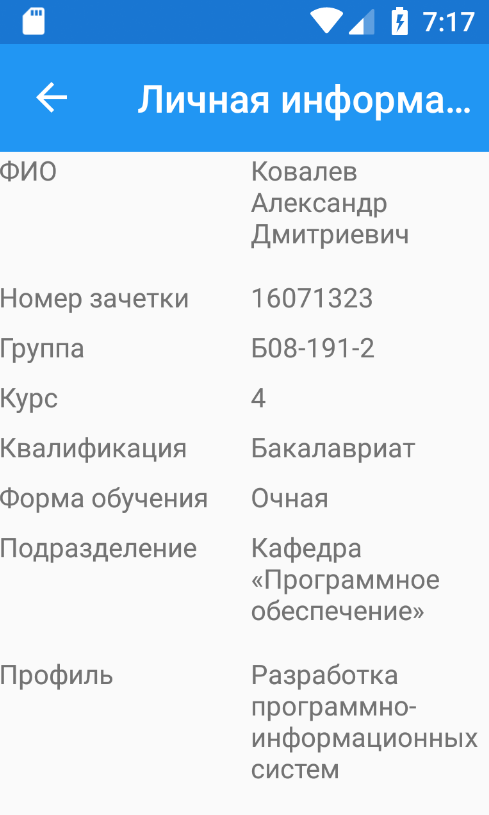 7:17
Личная информа...
ФИО Ковалев
Александр
Дмитриевич
Номер зачетки 16071323
Группа Б08-191-2
Курс 4
Квалификация Бакалавриат
Форма обучения Очная
Подразделение Кафедра
«Программное
обеспечение»
Профиль Разработка
программно-
информационных
систем